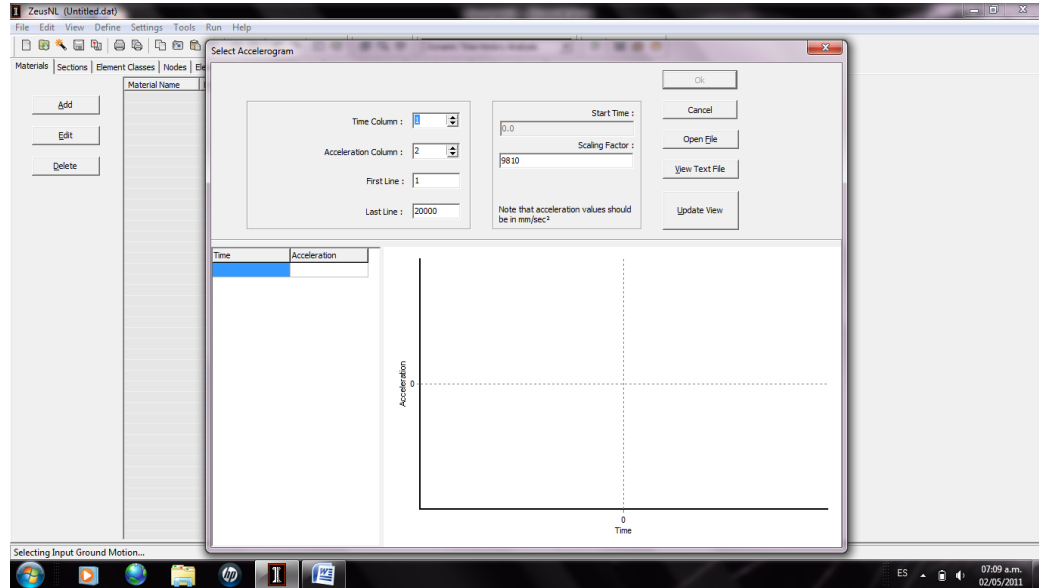 ZeusNL (Untitled.dat)
File Edit View Define Settings Tools Run Help
Select Accelerogram
Materials Sections Element Classes Nodes
Material Name
Add
Edit
Delete
Time Column : 1
Acceleration Column : 2
First Line : 1
Last Line : 20000
Start Time :
0.0
Scaling Factor :
9810
Note that acceleration values should
be in mm/sec²
Ok
Cancel
Open File
View Text File
Update View
Time Acceleration
Acceleration
0
0
Time
Selecting Input Ground Motion...
ES
07:09 a.m.
02/05/2011